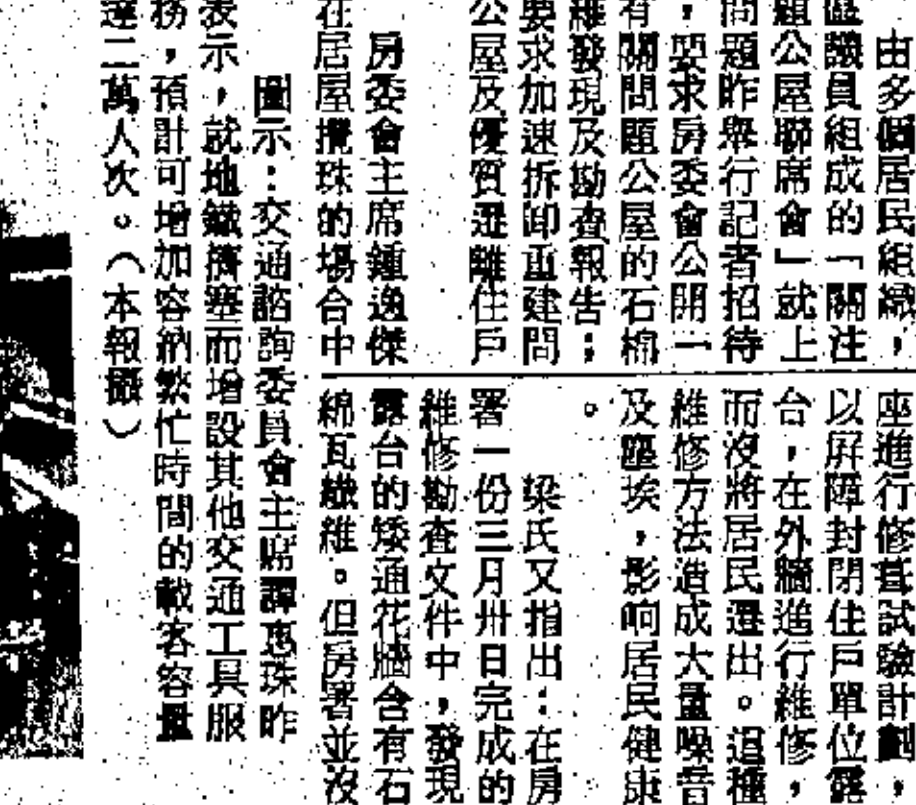 由多個居民組織，
區議員組成的「關注
題公屋聯席會」就上
問題昨舉行記者招待
，要求房委會公開一
有關問題公屋的石棉
維發現及勘查報告；
要求加速拆卸重建問
公屋及優質遷離住戶
房委會主席鍾逸傑
在居屋攪珠的場合中
座進行修葺試驗計劃，
以屏障封閉住戶單位露
台，在外牆進行維修，
而沒將居民遷出。這種
維修方法造成大量噪音
及塵埃，影响居民健康
。
梁氏又指出：在房
署一份三月卅日完成的
維修勘查文件中，發現
露台的矮通花牆含有石
綿瓦纖維。但房署並沒
圖示：交通諮詢委員會主席譚惠珠昨
表示，就地鐵擠塞而增設其他交通工具服
務，預計可增加容納繁忙時間的載客容量
達二萬人次。（本報攝）